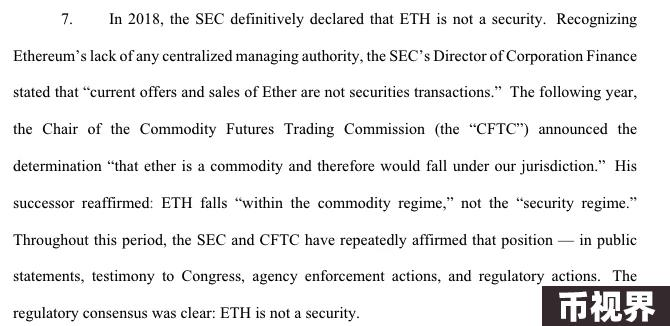 7. In 2018, the SEC definitively declared that ETH is not a security. Recognizing
Ethereum’s lack of any centralized managing authority, the SEC’s Director of Corporation Finance
stated that “current offers and sales of Ether are not securities transactions.” The following year,
the Chair of the Commodity Futures Trading Commission (the “CFTC”) announced the
determination “that ether is a commodity and therefore would fall under our jurisdiction.” His
successor reaffirmed: ETH falls “within the commodity regime,” not the “security regime.”
Throughout this period, the SEC and CFTC have repeatedly affirmed that position — in public
statements, testimony to Congress, agency enforcement actions, and regulatory actions. The
regulatory consensus was clear: ETH is not a security.
币视界